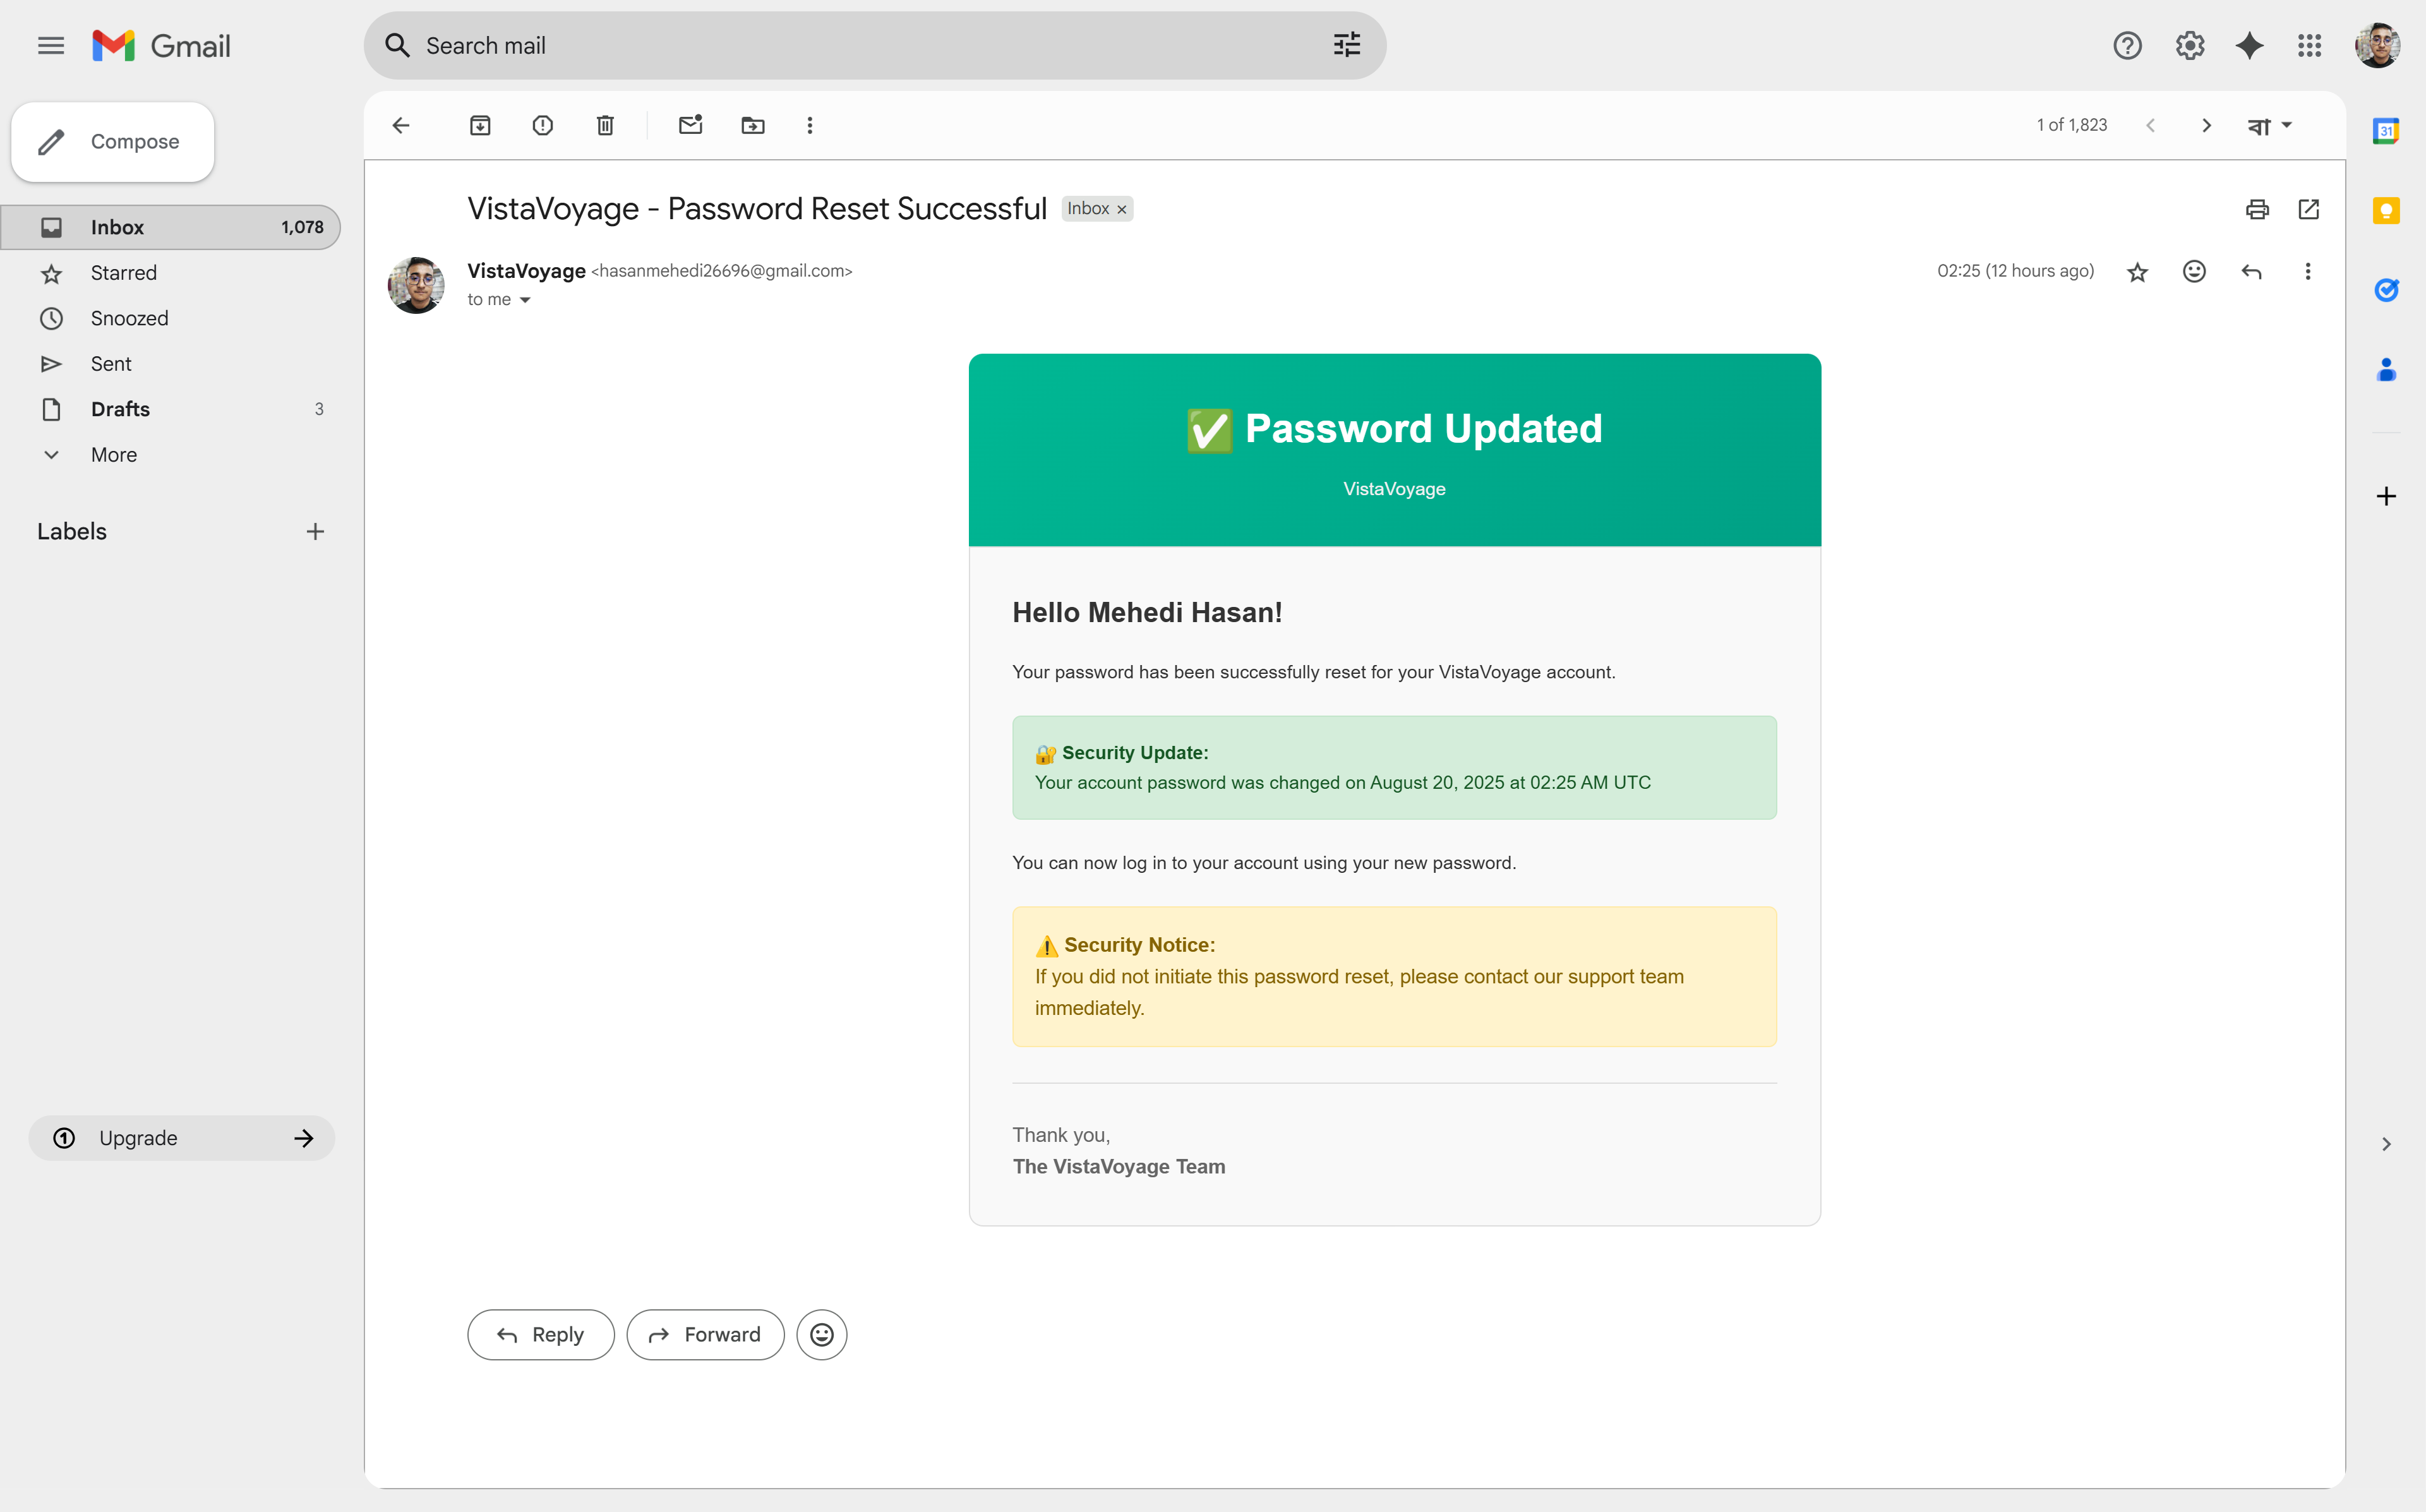 Gmail
Search mail
Compose
Inbox 1,078
Starred
Snoozed
Sent
Drafts 3
More
Labels
Upgrade
1 of 1,823
বা
31
VistaVoyage - Password Reset Successful Inbox
VistaVoyage <hasanmehedi26696@gmail.com>
02:25 (12 hours ago)
to me
✅ Password Updated
VistaVoyage
Hello Mehedi Hasan!
Your password has been successfully reset for your VistaVoyage account.
🔐 Security Update:
Your account password was changed on August 20, 2025 at 02:25 AM UTC
You can now log in to your account using your new password.
⚠️ Security Notice:
If you did not initiate this password reset, please contact our support team
immediately.
Thank you,
The VistaVoyage Team
Reply
Forward